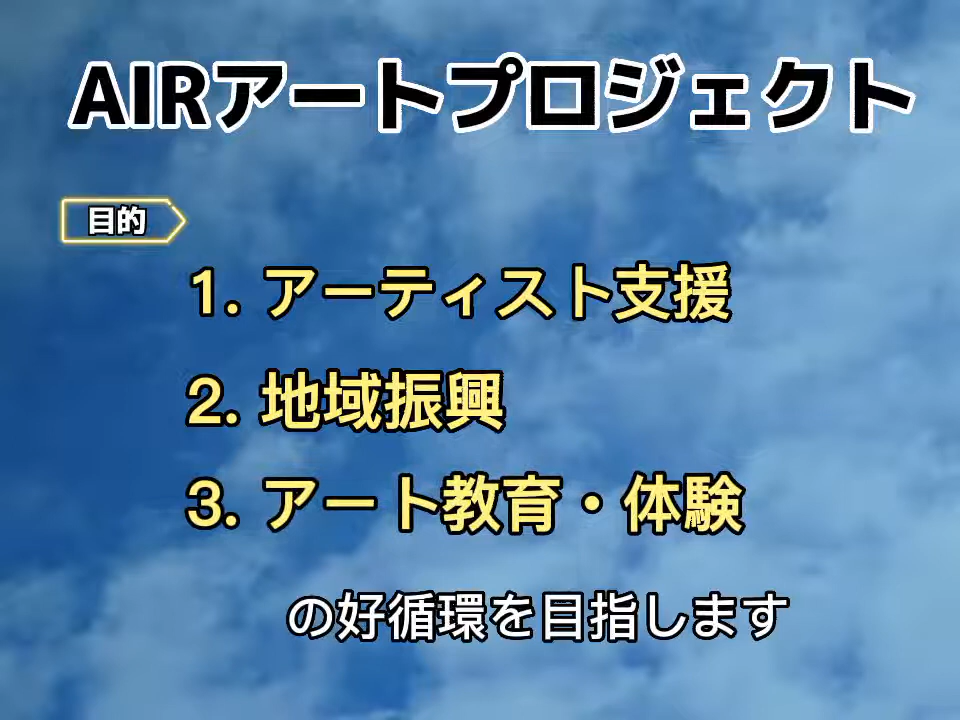 AIRアートプロジェクト
目的
1. アーティスト支援
2. 地域振興
3. アート教育・体験
の好循環を目指します